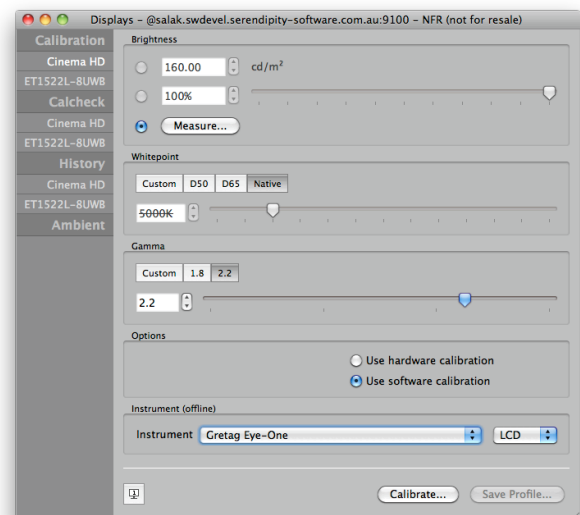 Displays – @salak.swdevel.serendipity-software.com.au:9100 – NFR (not for resale)
Calibration
Cinema HD
ET1522L-8UWB
Calcheck
Cinema HD
ET1522L-8UWB
History
Cinema HD
ET1522L-8UWB
Ambient
Brightness
160.00 cd/m²
100%
Measure...
Whitepoint
Custom D50 D65 Native
5000K
Gamma
Custom 1.8 2.2
2.2
Options
Use hardware calibration
Use software calibration
Instrument (offline)
Instrument Gretag Eye-One LCD
Calibrate... Save Profile...